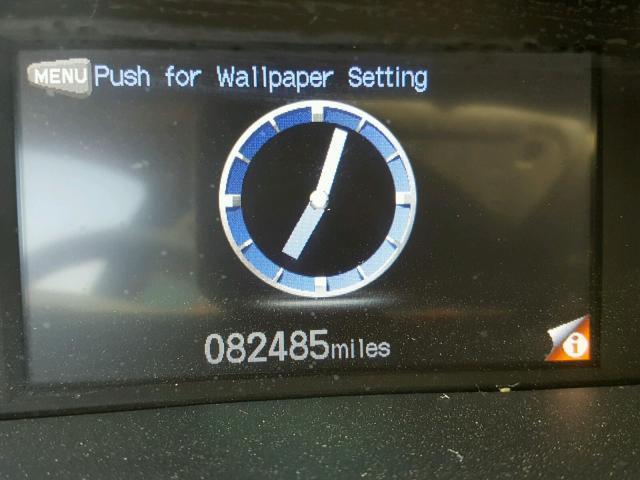 MENU Push for Wallpaper Setting
082485miles
i